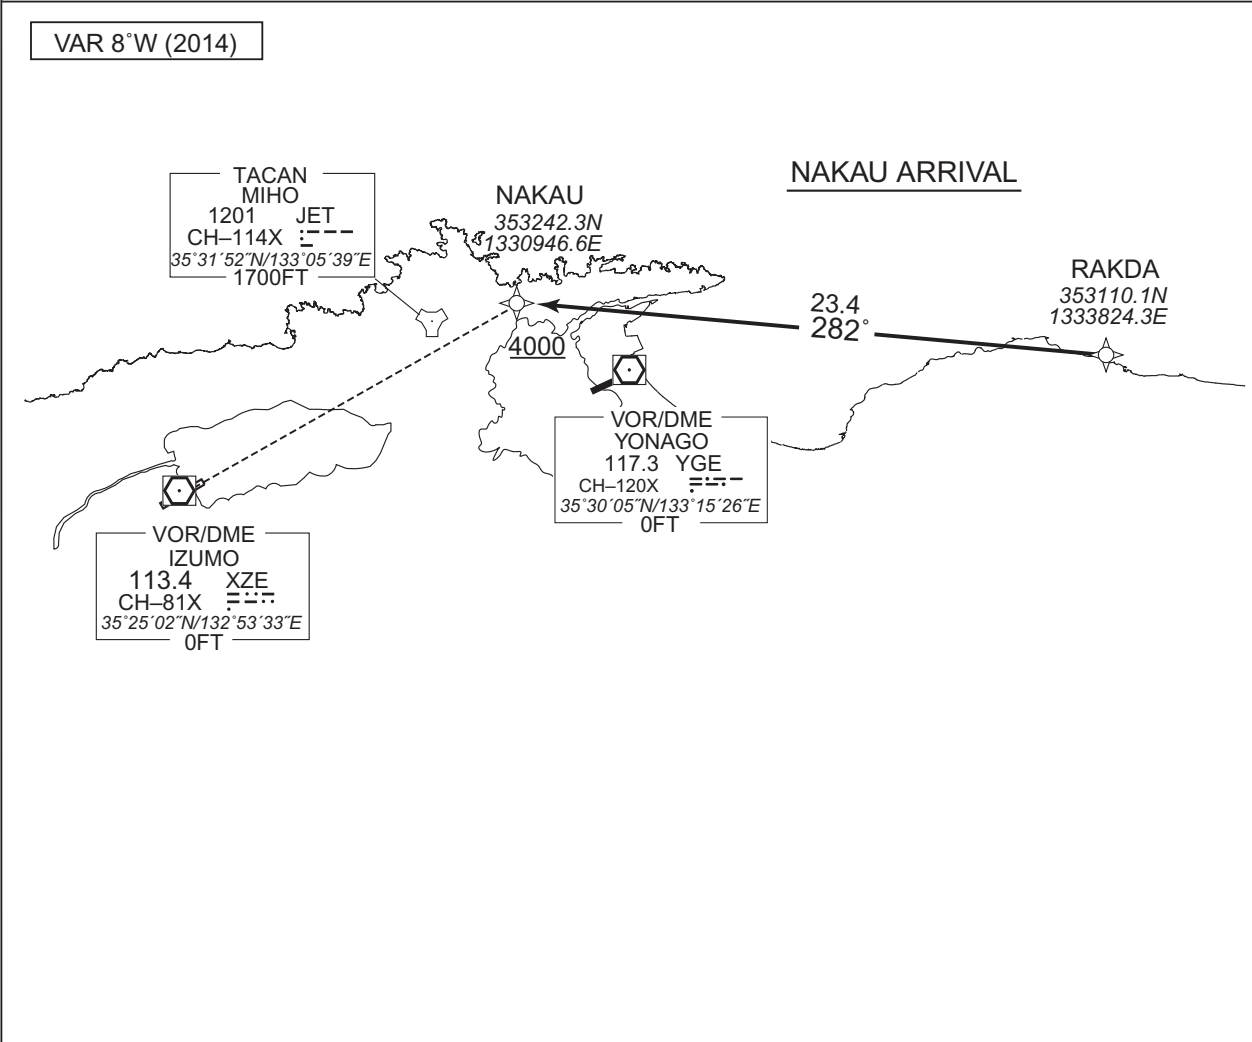 VAR 8˚W (2014)
NAKAU ARRIVAL
TACAN
MIHO
1201 JET
CH–114X
35˚31´52˝N/133˚05´39˝E
1700FT
NAKAU
353242.3N
1330946.6E
4000
RAKDA
353110.1N
1333824.3E
23.4
282˚
VOR/DME
YONAGO
117.3 YGE
CH–120X
35˚30´05˝N/133˚15´26˝E
0FT
VOR/DME
IZUMO
113.4 XZE
CH–81X
35˚25´02˝N/132˚53´33˝E
0FT